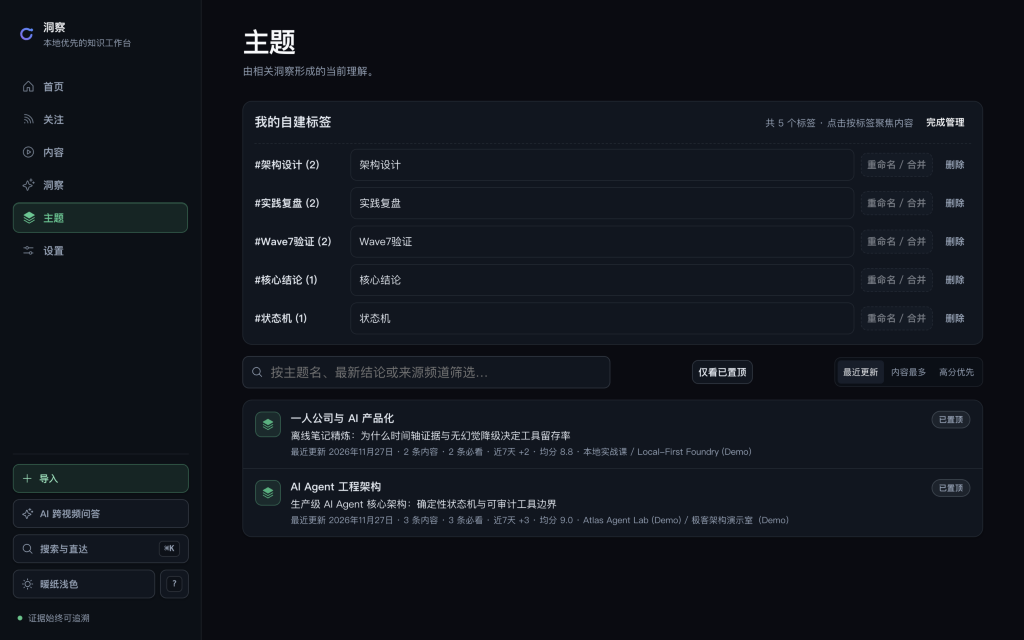 洞察
本地优先的知识工作台
首页
关注
内容
洞察
主题
设置
导入
AI 跨视频问答
搜索与直达 ⌘K
暖纸浅色 ?
证据始终可追溯
主题
由相关洞察形成的当前理解。
我的自建标签 共 5 个标签 · 点击按标签聚焦内容 完成管理
#架构设计 (2) 架构设计 重命名 / 合并 删除
#实践复盘 (2) 实践复盘 重命名 / 合并 删除
#Wave7验证 (2) Wave7验证 重命名 / 合并 删除
#核心结论 (1) 核心结论 重命名 / 合并 删除
#状态机 (1) 状态机 重命名 / 合并 删除
按主题名、最新结论或来源频道筛选... 仅看已置顶 最近更新 内容最多 高分优先
一人公司与 AI 产品化 已置顶
离线笔记精炼：为什么时间轴证据与无幻觉降级决定工具留存率
最近更新 2026年11月27日 · 2 条内容 · 2 条必看 · 近7天 +2 · 均分 8.8 · 本地实战课 / Local-First Foundry (Demo)
AI Agent 工程架构 已置顶
生产级 AI Agent 核心架构：确定性状态机与可审计工具边界
最近更新 2026年11月27日 · 3 条内容 · 3 条必看 · 近7天 +3 · 均分 9.0 · Atlas Agent Lab (Demo) / 极客架构演示室（Demo）